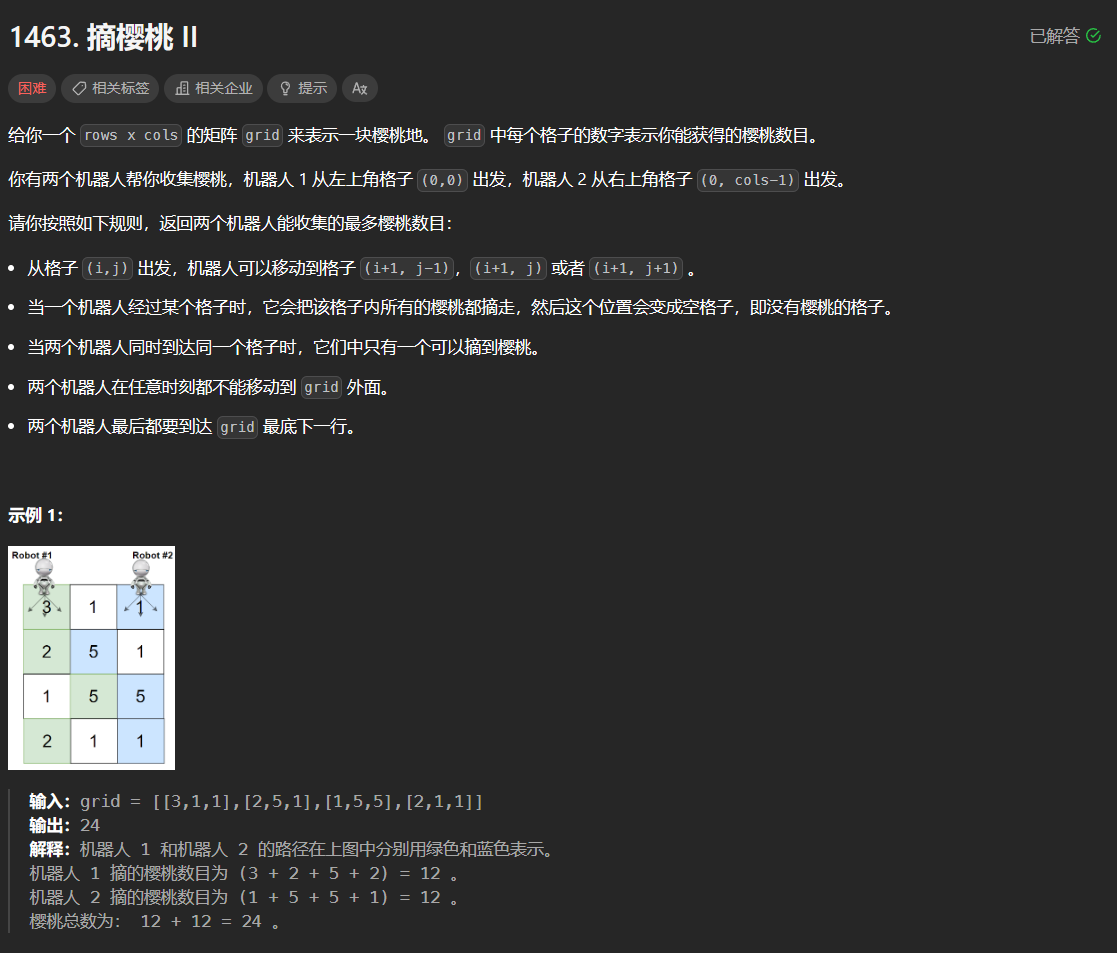 1463. 摘樱桃 II
已解答
困难 相关标签 相关企业 提示
给你一个 rows x cols 的矩阵 grid 来表示一块樱桃地。 grid 中每个格子的数字表示你能获得的樱桃数目。
你有两个机器人帮你收集樱桃，机器人 1 从左上角格子 (0,0) 出发，机器人 2 从右上角格子 (0, cols-1) 出发。
请你按照如下规则，返回两个机器人能收集的最多樱桃数目：
• 从格子 (i,j) 出发，机器人可以移动到格子 (i+1, j-1)，(i+1, j) 或者 (i+1, j+1) 。
• 当一个机器人经过某个格子时，它会把该格子内所有的樱桃都摘走，然后这个位置会变成空格子，即没有樱桃的格子。
• 当两个机器人同时到达同一个格子时，它们中只有一个可以摘到樱桃。
• 两个机器人在任意时刻都不能移动到 grid 外面。
• 两个机器人最后都要到达 grid 最底下一行。
示例 1：
Robot #1 Robot #2
3 1 1
2 5 1
1 5 5
2 1 1
输入：grid = [[3,1,1],[2,5,1],[1,5,5],[2,1,1]]
输出：24
解释：机器人 1 和机器人 2 的路径在上图中分别用绿色和蓝色表示。
机器人 1 摘的樱桃数目为 (3 + 2 + 5 + 2) = 12 。
机器人 2 摘的樱桃数目为 (1 + 5 + 5 + 1) = 12 。
樱桃总数为： 12 + 12 = 24 。